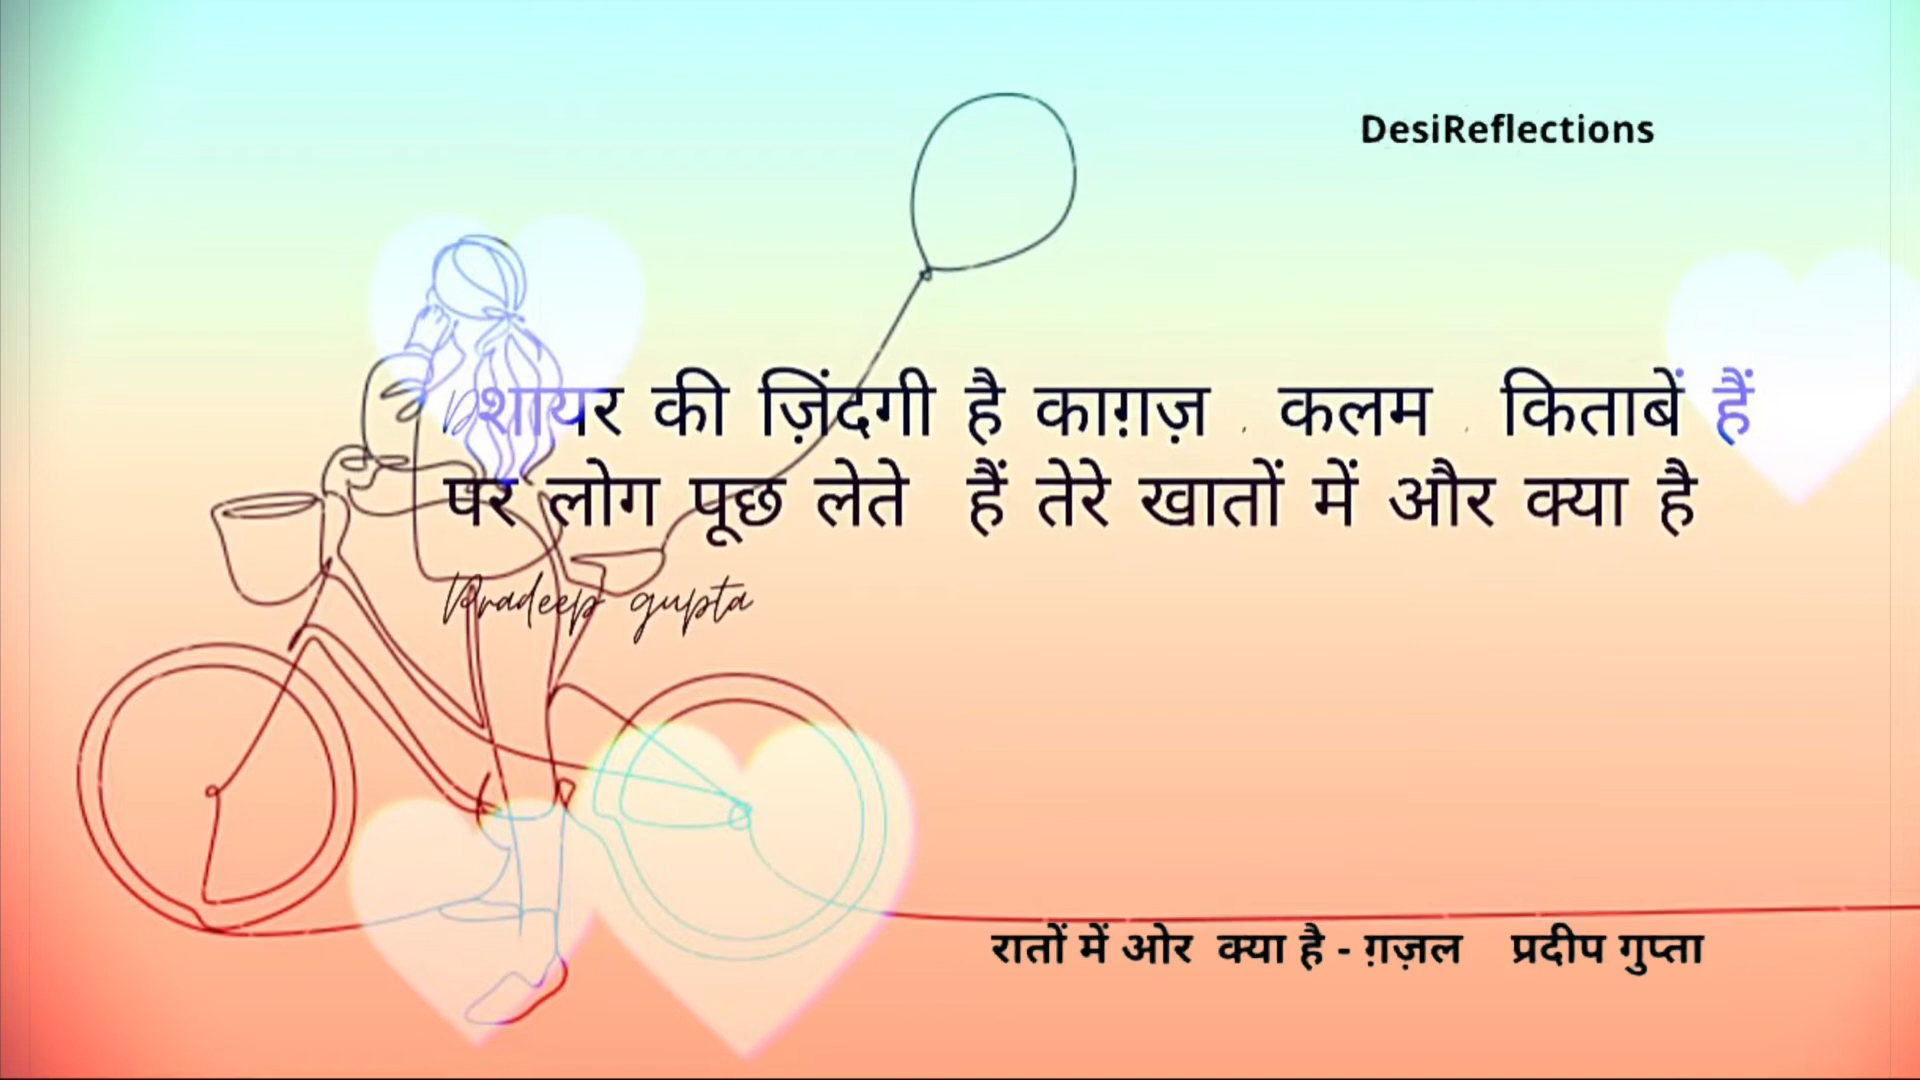 DesiReflections
शायर की ज़िंदगी है काग़ज़ , कलम , किताबें हैं
पर लोग पूछ लेते हैं तेरे खातों में और क्या है
Pradeep gupta
रातों में ओर क्या है - ग़ज़ल प्रदीप गुप्ता